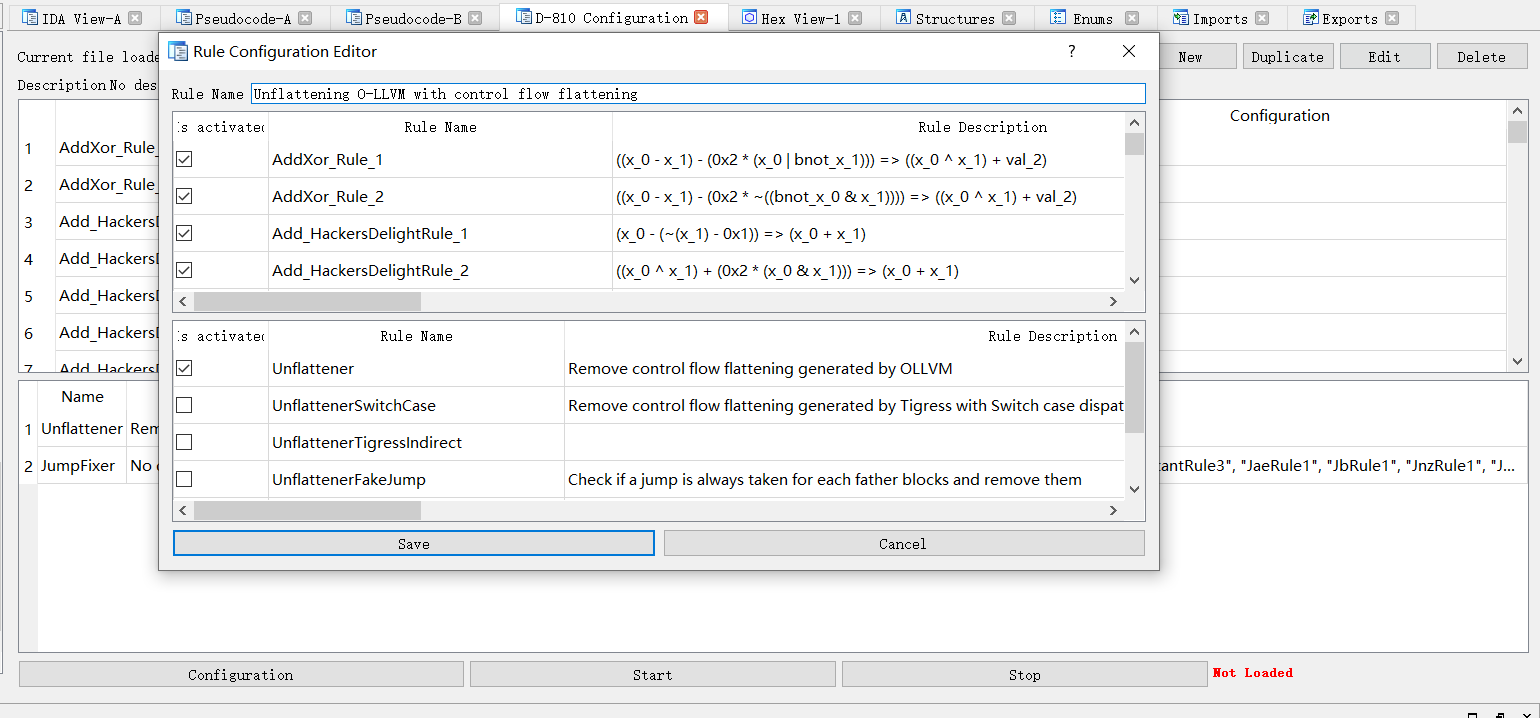 IDA View-A Pseudocode-A Pseudocode-B D-810 Configuration Hex View-1 Structures Enums Imports Exports
Rule Configuration Editor ?
Current file loade New Duplicate Edit Delete
Description No des
Rule Name Unflattening O-LLVM with control flow flattening
Configuration
s activated Rule Name Rule Description
1 AddXor_Rule_
AddXor_Rule_1 ((x_0 - x_1) - (0x2 * (x_0 | bnot_x_1))) => ((x_0 ^ x_1) + val_2)
2 AddXor_Rule_
AddXor_Rule_2 ((x_0 - x_1) - (0x2 * ~((bnot_x_0 & x_1)))) => ((x_0 ^ x_1) + val_2)
3 Add_HackersD
Add_HackersDelightRule_1 (x_0 - (~(x_1) - 0x1)) => (x_0 + x_1)
4 Add_HackersD
Add_HackersDelightRule_2 ((x_0 ^ x_1) + (0x2 * (x_0 & x_1))) => (x_0 + x_1)
5 Add_HackersD
6 Add_HackersD
7 Add_HackersD
s activated Rule Name Rule Description
Unflattener Remove control flow flattening generated by OLLVM
UnflattenerSwitchCase Remove control flow flattening generated by Tigress with Switch case dispat
UnflattenerTigressIndirect
UnflattenerFakeJump Check if a jump is always taken for each father blocks and remove them
Name
1 Unflattener Rem
2 JumpFixer No c
tantRule3", "JaeRule1", "JbRule1", "JnzRule1", "J...
Save Cancel
Configuration Start Stop Not Loaded